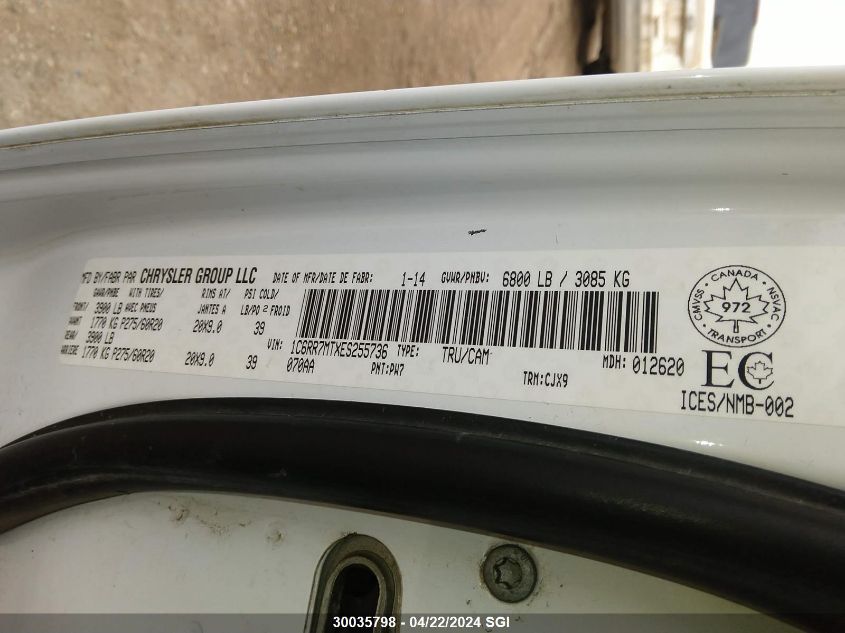 MFD BY/FABR PAR CHRYSLER GROUP LLC DATE OF MFR/DATE DE FABR: 1-14 GVWR/PNBV: 6800 LB / 3085 KG
GAWR/PNBE WITH TIRES/ RIMS AT/ PSI COLD/
FRONT/ 3900 LB AVEC PNEUS JANTES A LB/PO 2 FROID
AVANT 1770 KG P275/60R20 20X9.0 39
REAR/ 3900 LB
ARRIERE 1770 KG P275/60R20 20X9.0 39
VIN: 1C6RR7MTXES255736 TYPE: TRU/CAM MDH: 012620
070AA PNT:PW7 TRM:CJX9
CMVSS • CANADA • NSVAC
972
TRANSPORT
EC
ICES/NMB-002
30035798 - 04/22/2024 SGI